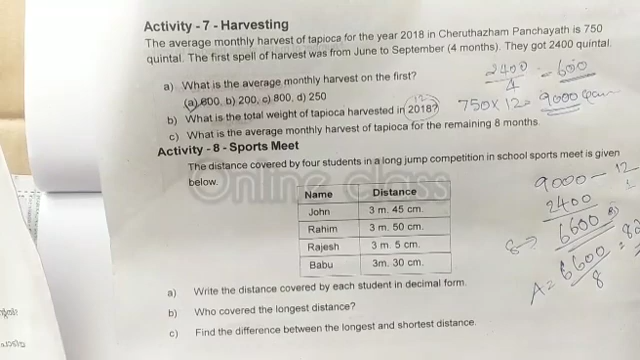 Activity - 7 - Harvesting
The average monthly harvest of tapioca for the year 2018 in Cheruthazham Panchayath is 750
quintal. The first spell of harvest was from June to September (4 months). They got 2400 quintal.
a) What is the average monthly harvest on the first?
(a) 600, b) 200, c) 800, d) 250
b) What is the total weight of tapioca harvested in 2018?
c) What is the average monthly harvest of tapioca for the remaining 8 months
2400
4
= 600
12
750 x 12 = 9000
Activity - 8 - Sports Meet
The distance covered by four students in a long jump competition in school sports meet is given
below.
Online class
Name Distance
John 3 m. 45 cm.
Rahim 3 m. 50 cm.
Rajesh 3 m. 5 cm.
Babu 3m. 30 cm.
9000 - 12
2400
8 → 6600
A = 6600
8
a) Write the distance covered by each student in decimal form.
b) Who covered the longest distance?
c) Find the difference between the longest and shortest distance.